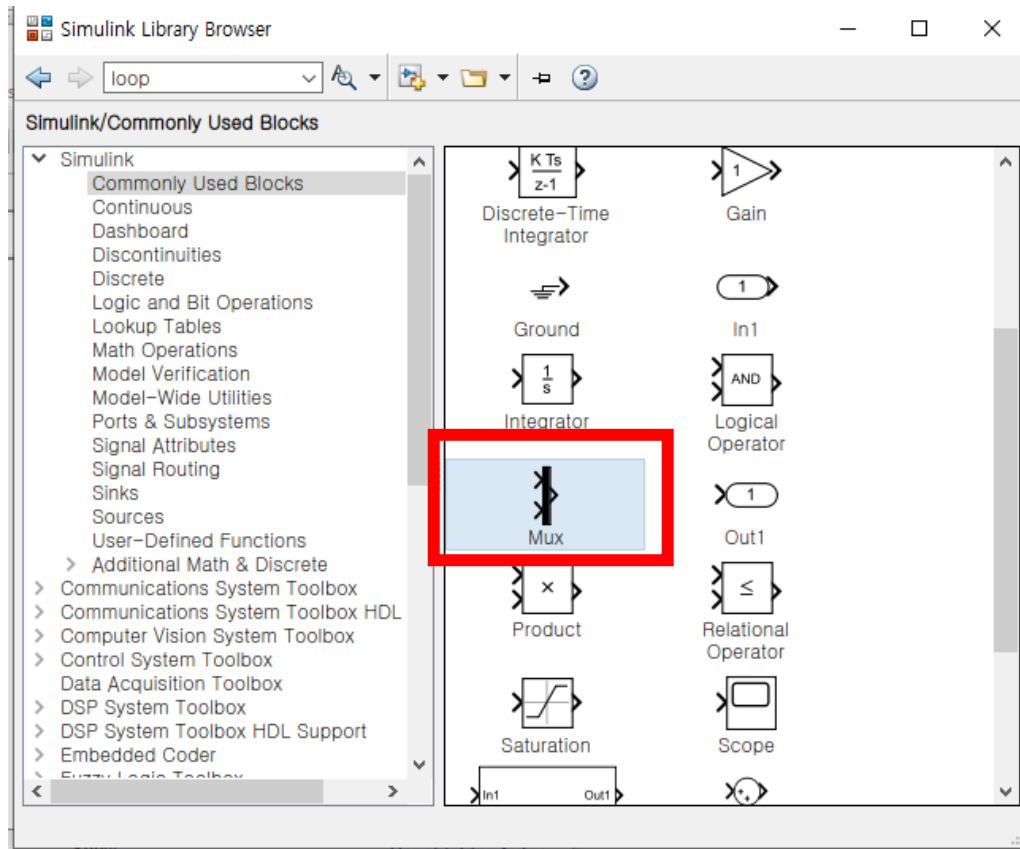 Simulink Library Browser
loop
Simulink/Commonly Used Blocks
Simulink
Commonly Used Blocks
Continuous
Dashboard
Discontinuities
Discrete
Logic and Bit Operations
Lookup Tables
Math Operations
Model Verification
Model-Wide Utilities
Ports & Subsystems
Signal Attributes
Signal Routing
Sinks
Sources
User-Defined Functions
Additional Math & Discrete
Communications System Toolbox
Communications System Toolbox HDL
Computer Vision System Toolbox
Control System Toolbox
Data Acquisition Toolbox
DSP System Toolbox
DSP System Toolbox HDL Support
Embedded Coder
Fuzzy Logic Toolbox
K Ts
z-1
Discrete-Time
Integrator
1
Gain
Ground
1
In1
1
s
Integrator
AND
Logical
Operator
Mux
1
Out1
×
Product
≤
Relational
Operator
Saturation
Scope
In1 Out1